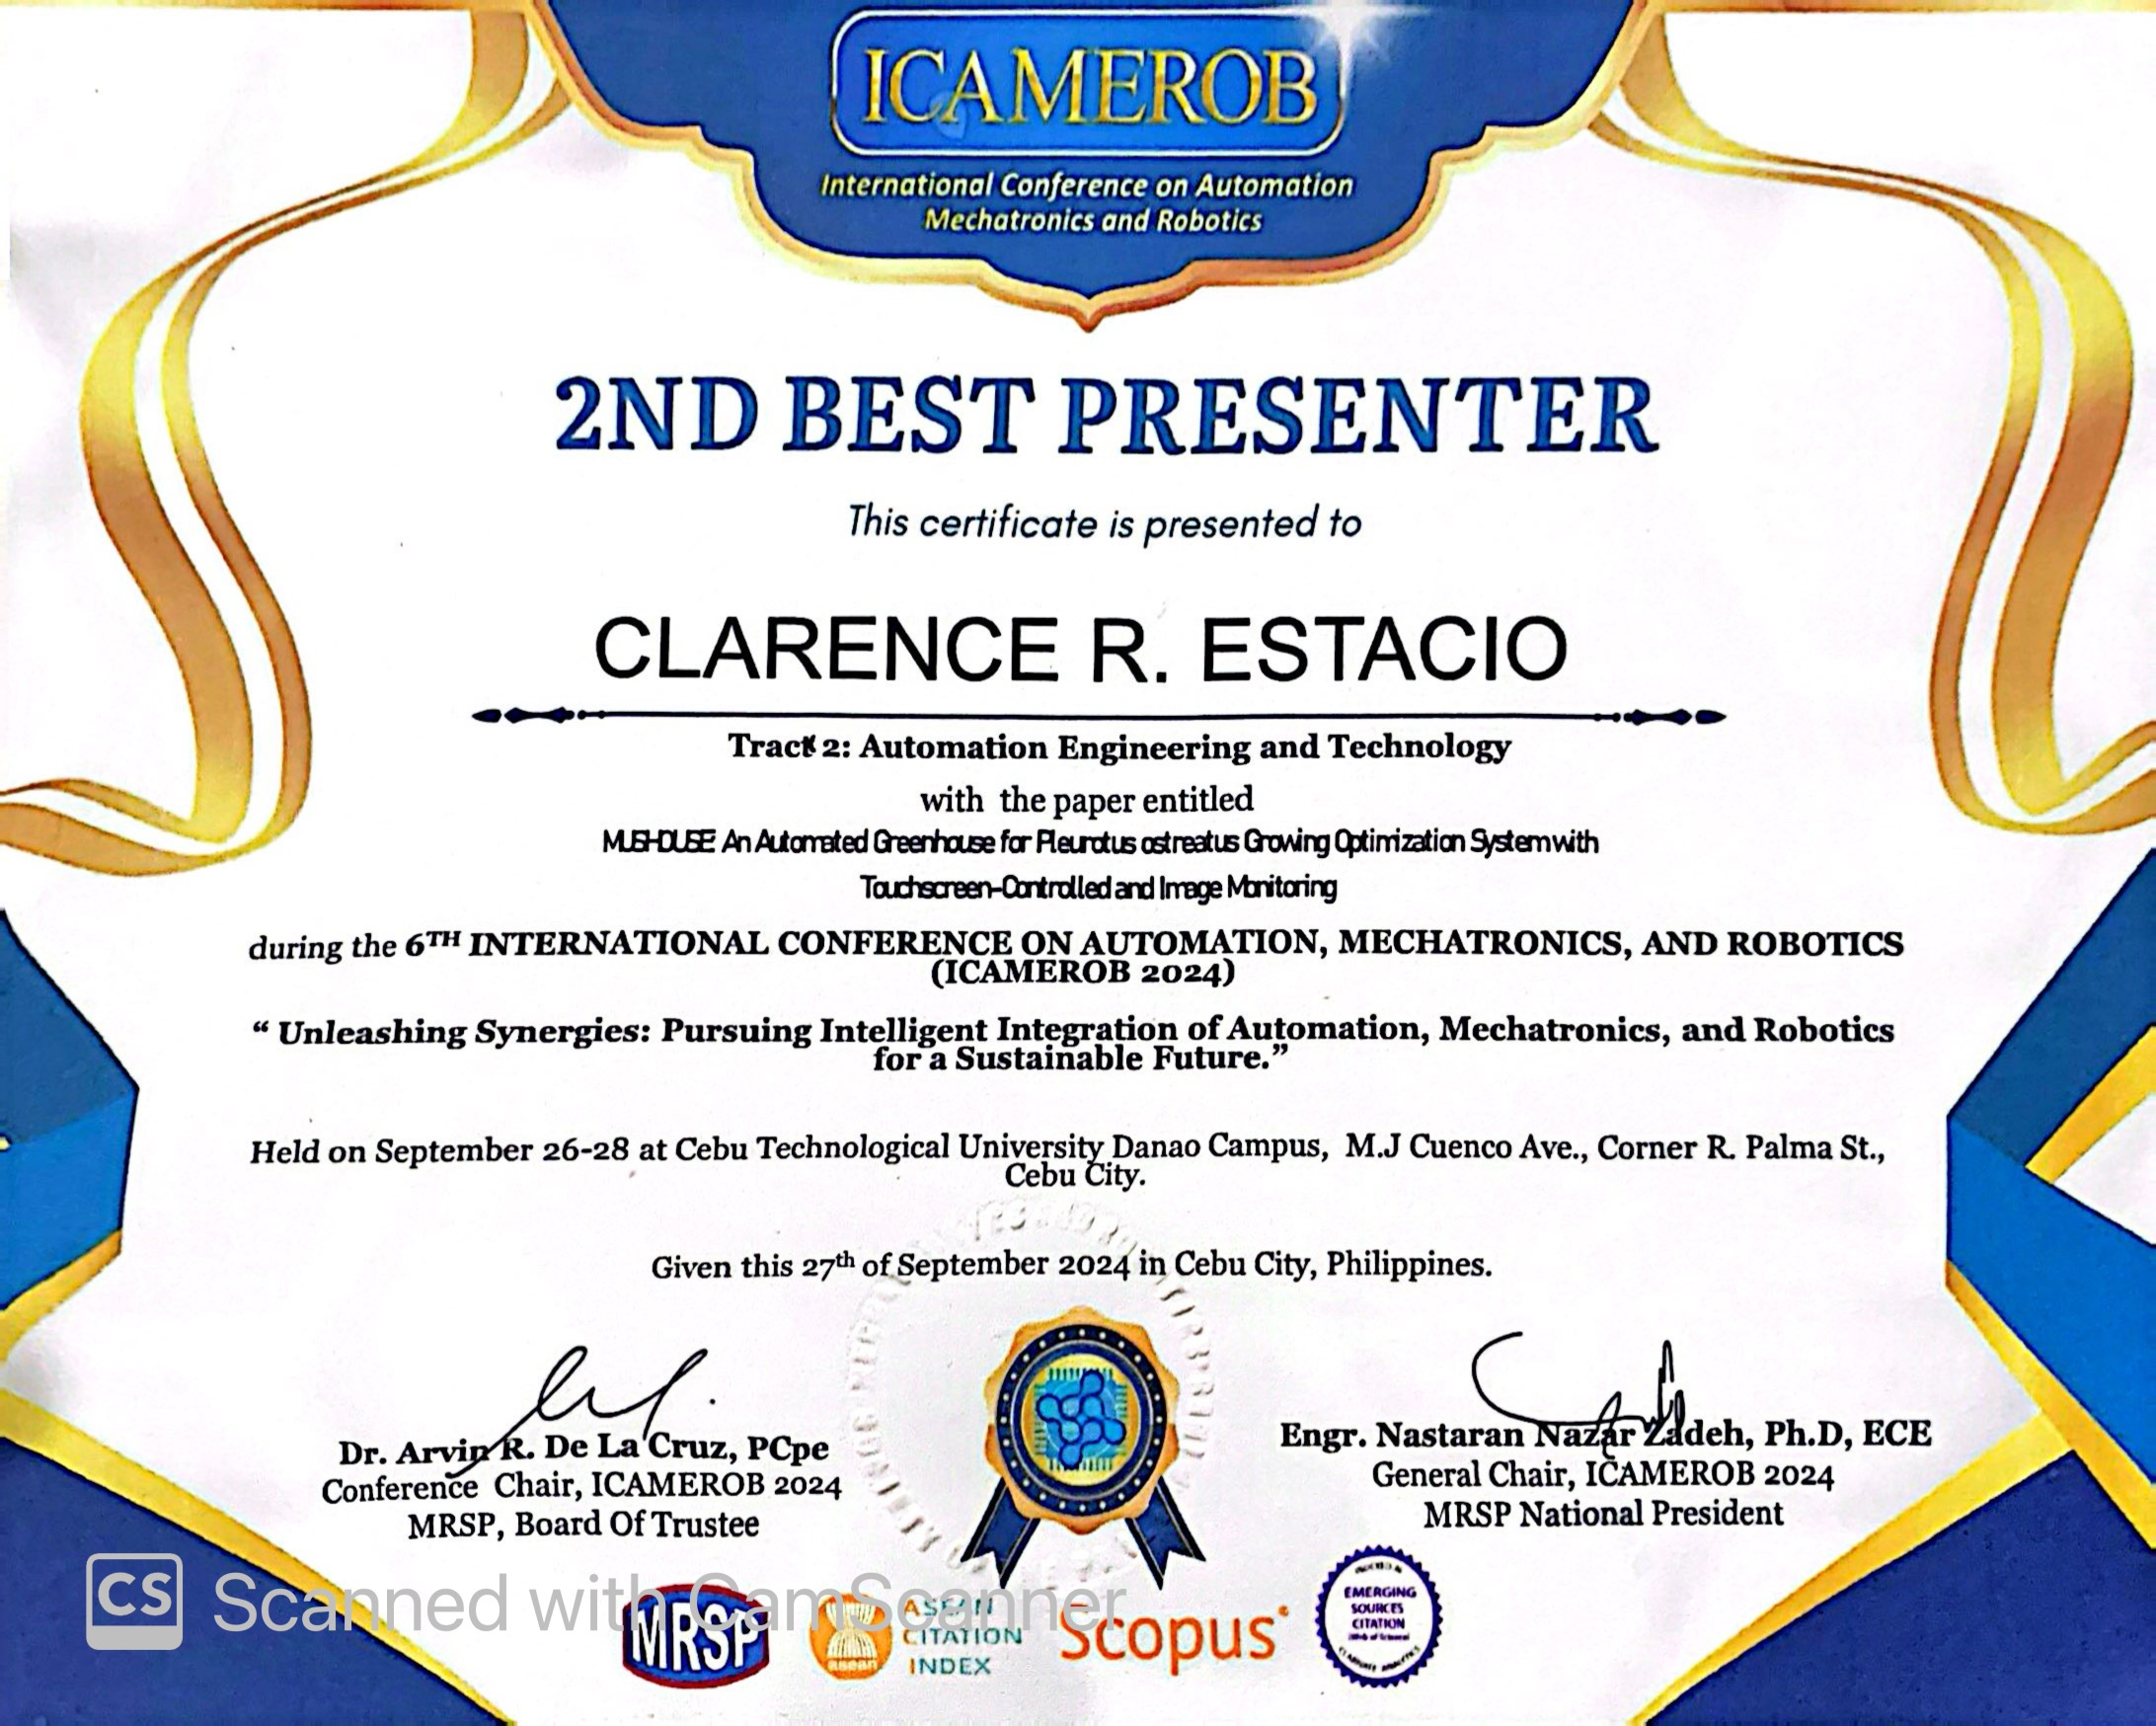 ICAMEROB
International Conference on Automation
Mechatronics and Robotics
2ND BEST PRESENTER
This certificate is presented to
CLARENCE R. ESTACIO
Track 2: Automation Engineering and Technology
with the paper entitled
MUSHOUSE An Automated Greenhouse for Pleurotus ostreatus Growing Optimization System with
Touchscreen-Controlled and Image Monitoring
during the 6TH INTERNATIONAL CONFERENCE ON AUTOMATION, MECHATRONICS, AND ROBOTICS
(ICAMEROB 2024)
“ Unleashing Synergies: Pursuing Intelligent Integration of Automation, Mechatronics, and Robotics
for a Sustainable Future.”
Held on September 26-28 at Cebu Technological University Danao Campus, M.J Cuenco Ave., Corner R. Palma St.,
Cebu City.
Given this 27th of September 2024 in Cebu City, Philippines.
Dr. Arvin R. De La Cruz, PCpe
Conference Chair, ICAMEROB 2024
MRSP, Board Of Trustee
Engr. Nastaran Nazar Zadeh, Ph.D, ECE
General Chair, ICAMEROB 2024
MRSP National President
CS Scanned with CamScanner
MRSP
asean
ASEAN
CITATION
INDEX
Scopus
EMERGING
SOURCES
CITATION